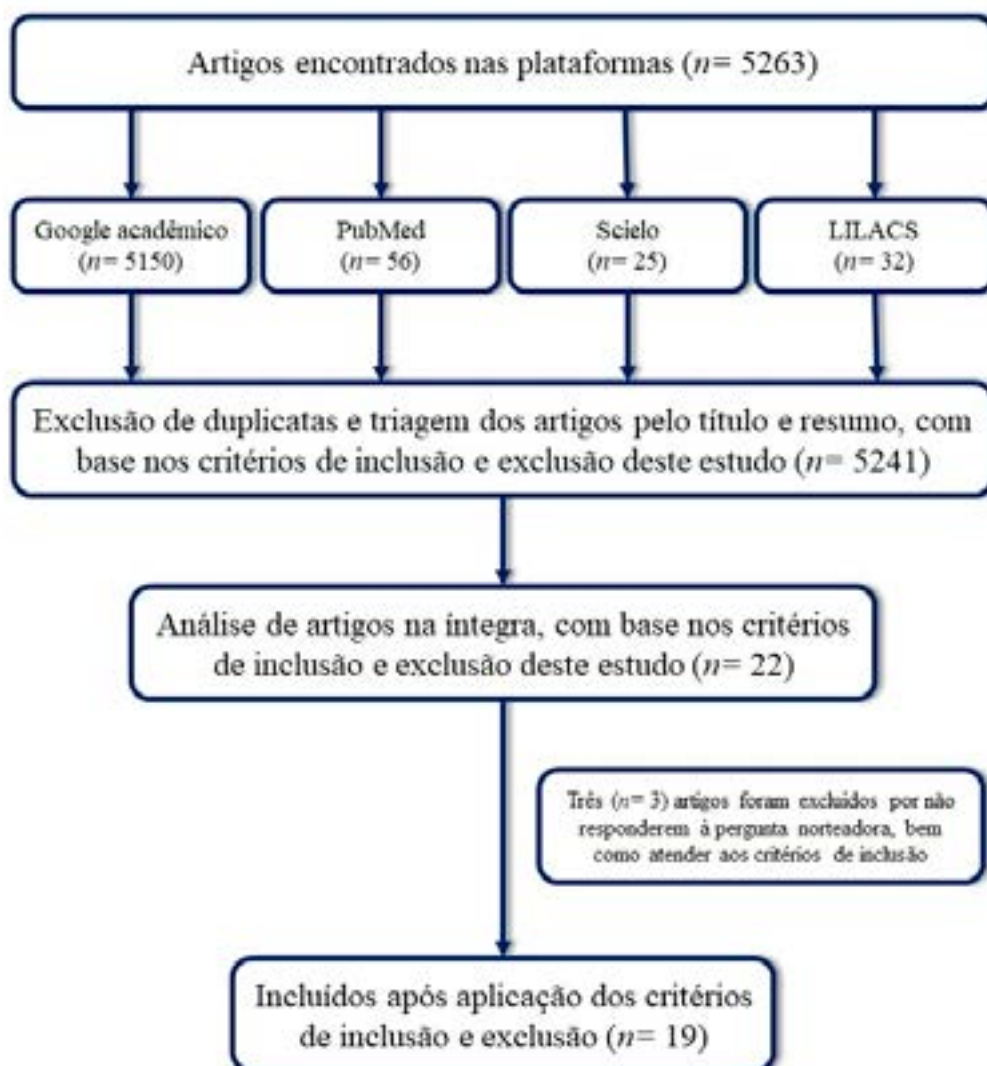 Artigos encontrados nas plataformas (n= 5263)
Google acadêmico
(n= 5150)
PubMed
(n= 56)
Scielo
(n= 25)
LILACS
(n= 32)
Exclusão de duplicatas e triagem dos artigos pelo título e resumo, com
base nos critérios de inclusão e exclusão deste estudo (n= 5241)
Análise de artigos na íntegra, com base nos critérios
de inclusão e exclusão deste estudo (n= 22)
Três (n= 3) artigos foram excluídos por não
responderem à pergunta norteadora, bem
como atender aos critérios de inclusão
Incluídos após aplicação dos critérios
de inclusão e exclusão (n= 19)